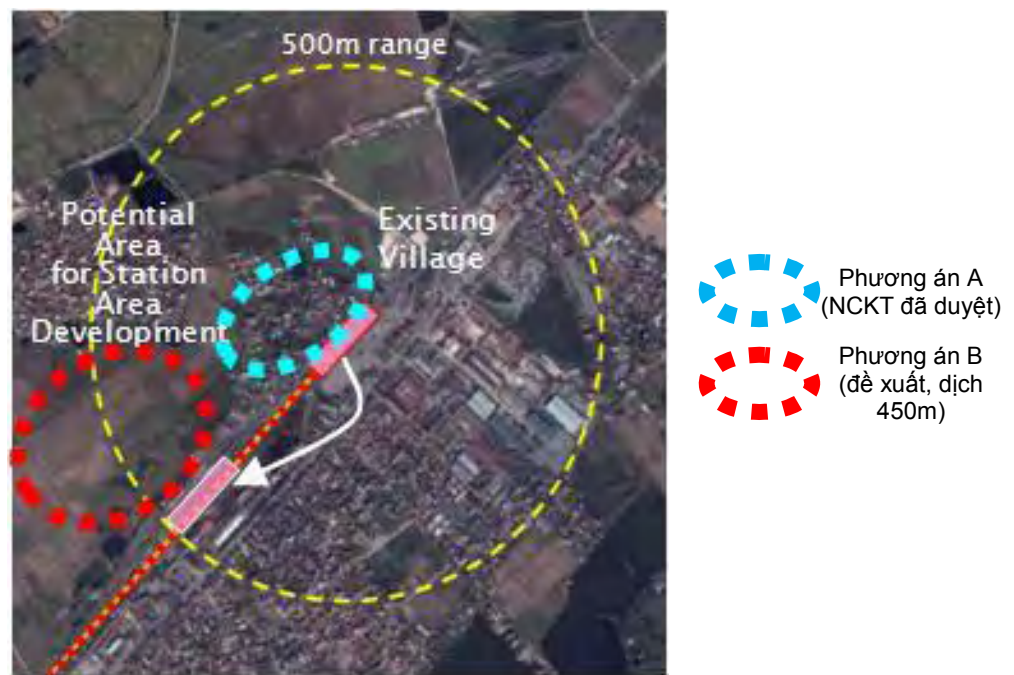 500m range
Potential
Area
for Station
Area
Development
Existing
Village
Phương án A
(NCKT đã duyệt)
Phương án B
(đề xuất, dịch
450m)